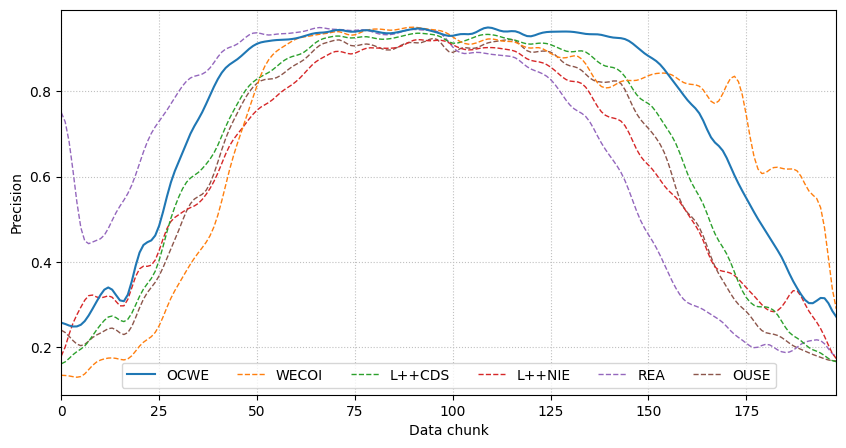 Precision
0.8
0.6
0.4
0.2
OCWE WECOI L++CDS L++NIE REA OUSE
0 25 50 75 100 125 150 175
Data chunk